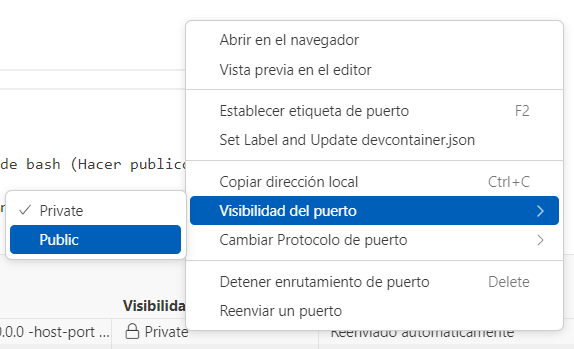 Abrir en el navegador
Vista previa en el editor
Establecer etiqueta de puerto F2
Set Label and Update devcontainer.json
de bash (Hacer publico
Copiar dirección local Ctrl+C
Private
Visibilidad del puerto
Public
Cambiar Protocolo de puerto
Detener enrutamiento de puerto Delete
Visibilida
Reenviar un puerto
0.0.0 -host-port ... Private Reenviado automáticamente